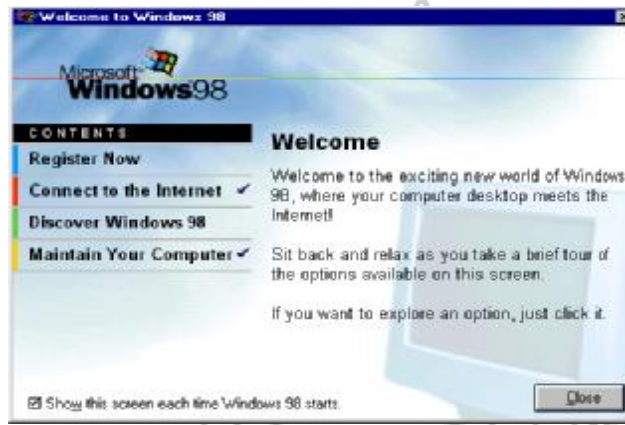 Welcome to Windows 98
Microsoft
Windows98
CONTENTS
Register Now
Connect to the Internet ✔
Discover Windows 98
Maintain Your Computer ✔
Welcome
Welcome to the exciting new world of Windows
98, where your computer desktop meets the
Internet!
Sit back and relax as you take a brief tour of
the options available on this screen.
If you want to explore an option, just click it.
Show this screen each time Windows 98 starts.
Close